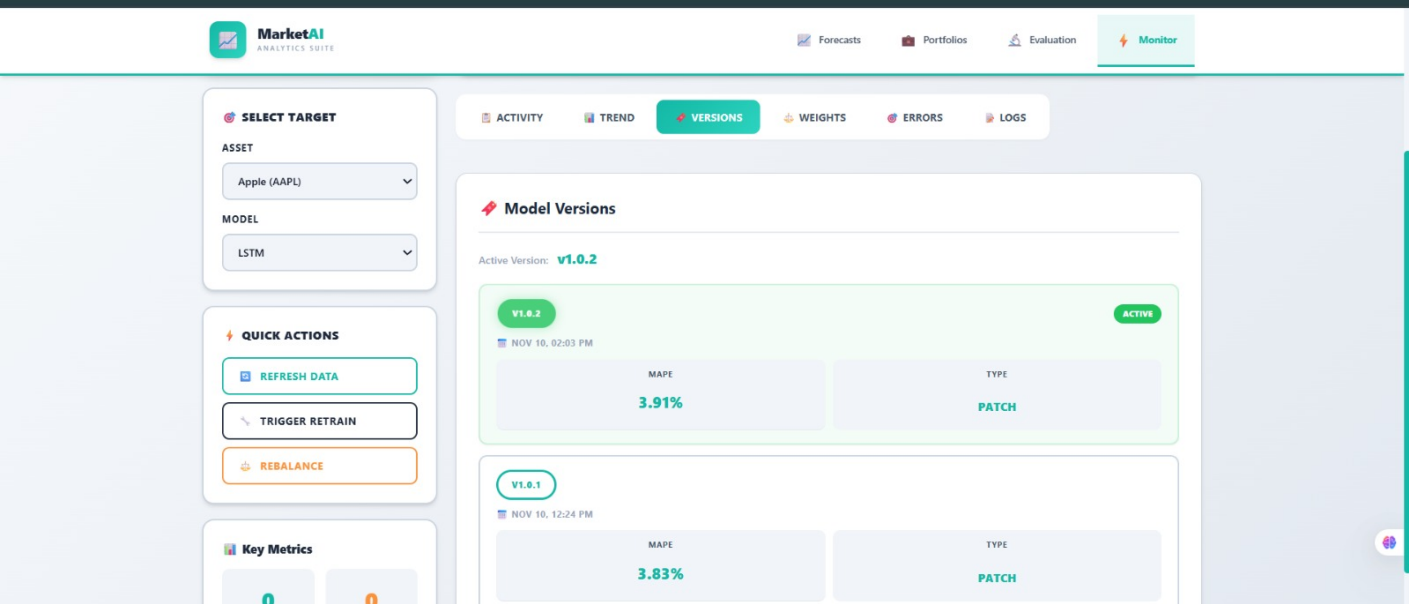 MarketAI
ANALYTICS SUITE
Forecasts
Portfolios
Evaluation
Monitor
SELECT TARGET
ASSET
Apple (AAPL)
MODEL
LSTM
QUICK ACTIONS
REFRESH DATA
TRIGGER RETRAIN
REBALANCE
Key Metrics
ACTIVITY
TREND
VERSIONS
WEIGHTS
ERRORS
LOGS
Model Versions
Active Version: v1.0.2
V1.0.2
ACTIVE
NOV 10, 02:03 PM
MAPE
3.91%
TYPE
PATCH
V1.0.1
NOV 10, 12:24 PM
MAPE
3.83%
TYPE
PATCH